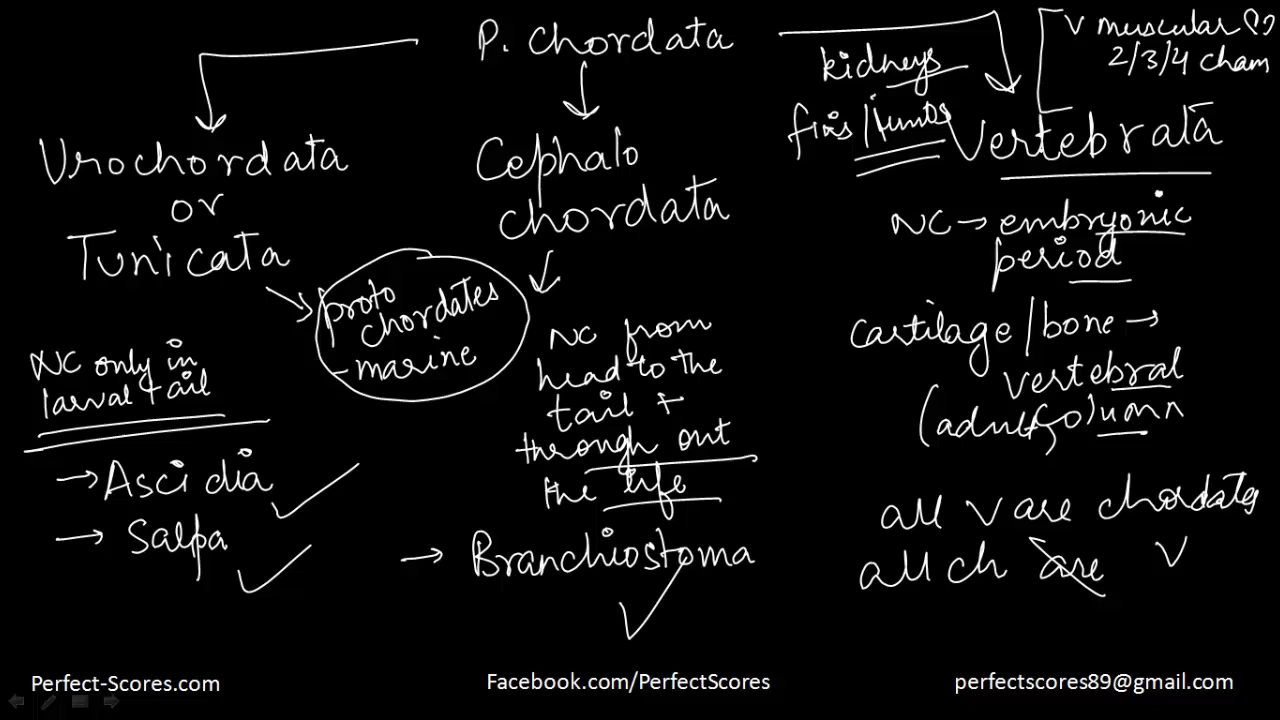 P. Chordata
Urochordata
or
Tunicata
NC only in
larval tail
→ Ascidia
→ Salpa
proto
chordates
- marine
Cephalo
chordata
NC from
head to the
tail +
through out
the life
→ Branchiostoma
kidneys
fins/limbs
V muscular
2/3/4 cham
Vertebrata
NC → embryonic
period
cartilage/bone →
vertebral
(adult) column
all V are chordates
all ch are V
Perfect-Scores.com
Facebook.com/PerfectScores
perfectscores89@gmail.com